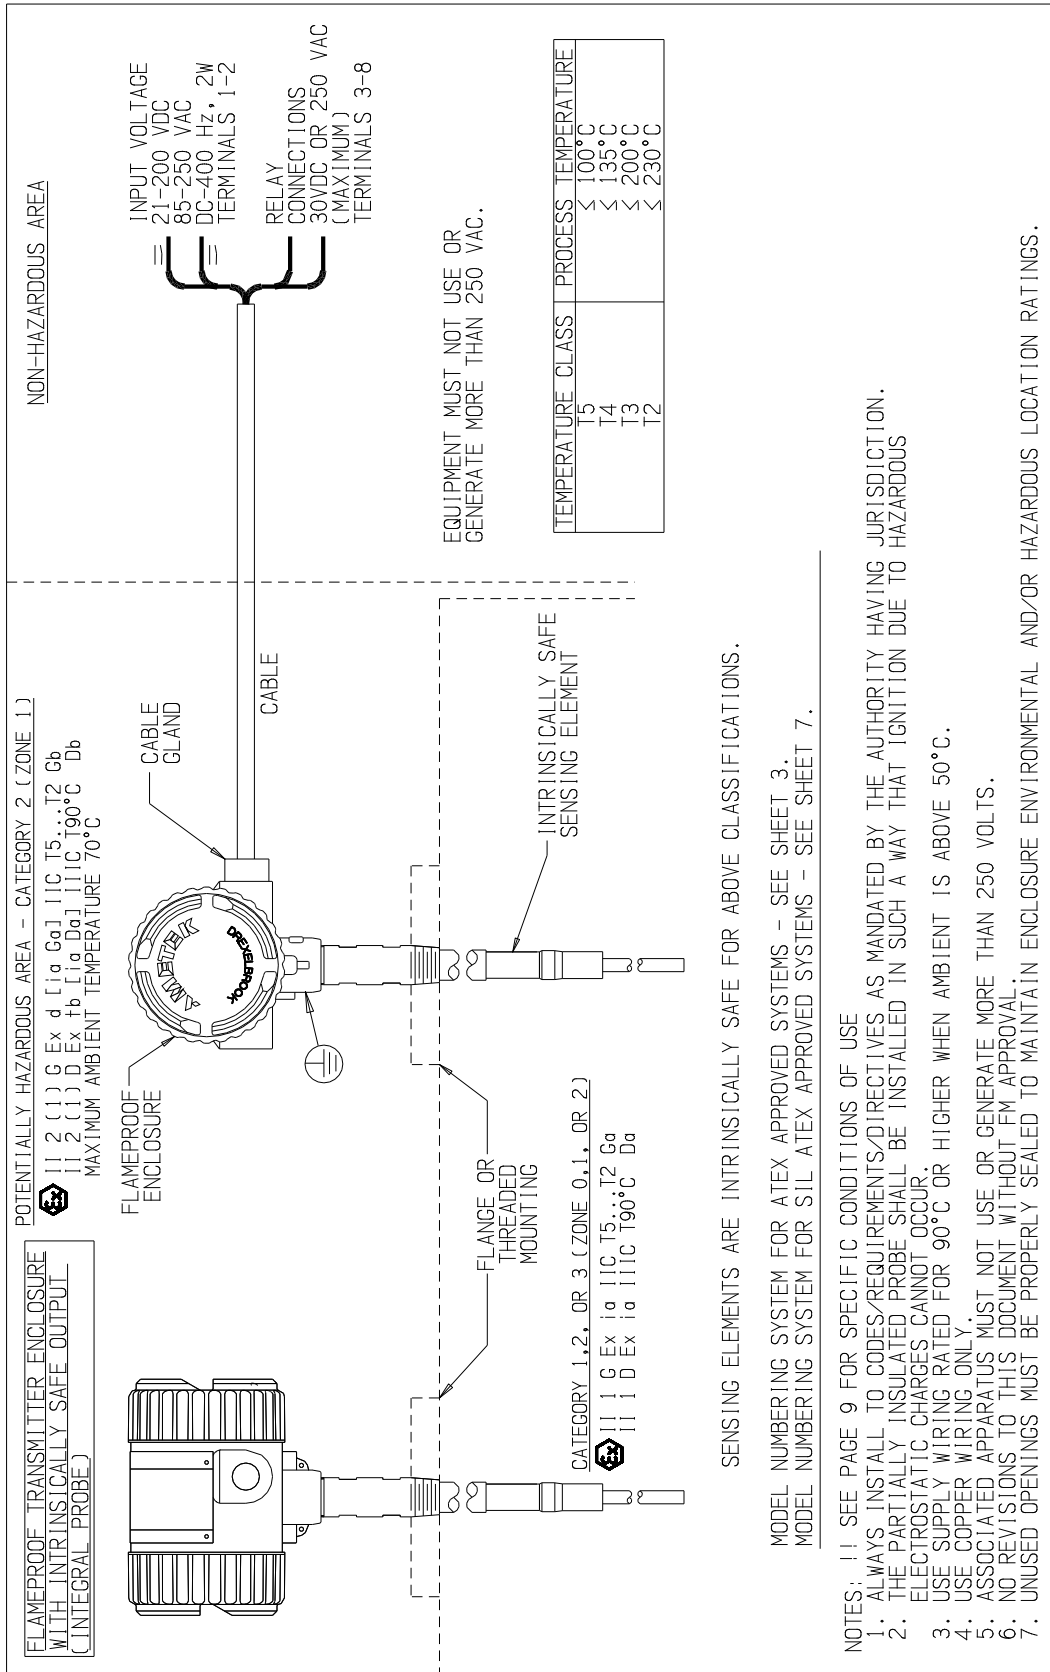 FLAMEPROOF TRANSMITTER ENCLOSURE
WITH INTRINSICALLY SAFE OUTPUT
(INTEGRAL PROBE)
POTENTIALLY HAZARDOUS AREA - CATEGORY 2 (ZONE 1)
Ex II 2 (1) G Ex d [ia Ga] IIC T5...T2 Gb
II 2 (1) D Ex tb [ia Da] IIIC T90°C Db
MAXIMUM AMBIENT TEMPERATURE 70°C
NON-HAZARDOUS AREA
FLAMEPROOF
ENCLOSURE
CABLE
GLAND
CABLE
AMETEK
DREXELBROOK
INPUT VOLTAGE
21-200 VDC
85-250 VAC
DC-400 Hz, 2W
TERMINALS 1-2
RELAY
CONNECTIONS
30VDC OR 250 VAC
(MAXIMUM)
TERMINALS 3-8
FLANGE OR
THREADED
MOUNTING
INTRINSICALLY SAFE
SENSING ELEMENT
EQUIPMENT MUST NOT USE OR
GENERATE MORE THAN 250 VAC.
CATEGORY 1,2, OR 3 (ZONE 0,1, OR 2)
Ex II 1 G Ex ia IIC T5...T2 Ga
II 1 D Ex ia IIIC T90°C Da
TEMPERATURE CLASS PROCESS TEMPERATURE
T5 ≤ 100°C
T4 ≤ 135°C
T3 ≤ 200°C
T2 ≤ 230°C
SENSING ELEMENTS ARE INTRINSICALLY SAFE FOR ABOVE CLASSIFICATIONS.
MODEL NUMBERING SYSTEM FOR ATEX APPROVED SYSTEMS - SEE SHEET 3.
MODEL NUMBERING SYSTEM FOR SIL ATEX APPROVED SYSTEMS - SEE SHEET 7.
NOTES: !! SEE PAGE 9 FOR SPECIFIC CONDITIONS OF USE
1. ALWAYS INSTALL TO CODES/REQUIREMENTS/DIRECTIVES AS MANDATED BY THE AUTHORITY HAVING JURISDICTION.
2. THE PARTIALLY INSULATED PROBE SHALL BE INSTALLED IN SUCH A WAY THAT IGNITION DUE TO HAZARDOUS
ELECTROSTATIC CHARGES CANNOT OCCUR.
3. USE SUPPLY WIRING RATED FOR 90°C OR HIGHER WHEN AMBIENT IS ABOVE 50°C.
4. USE COPPER WIRING ONLY.
5. ASSOCIATED APPARATUS MUST NOT USE OR GENERATE MORE THAN 250 VOLTS.
6. NO REVISIONS TO THIS DOCUMENT WITHOUT FM APPROVAL.
7. UNUSED OPENINGS MUST BE PROPERLY SEALED TO MAINTAIN ENCLOSURE ENVIRONMENTAL AND/OR HAZARDOUS LOCATION RATINGS.